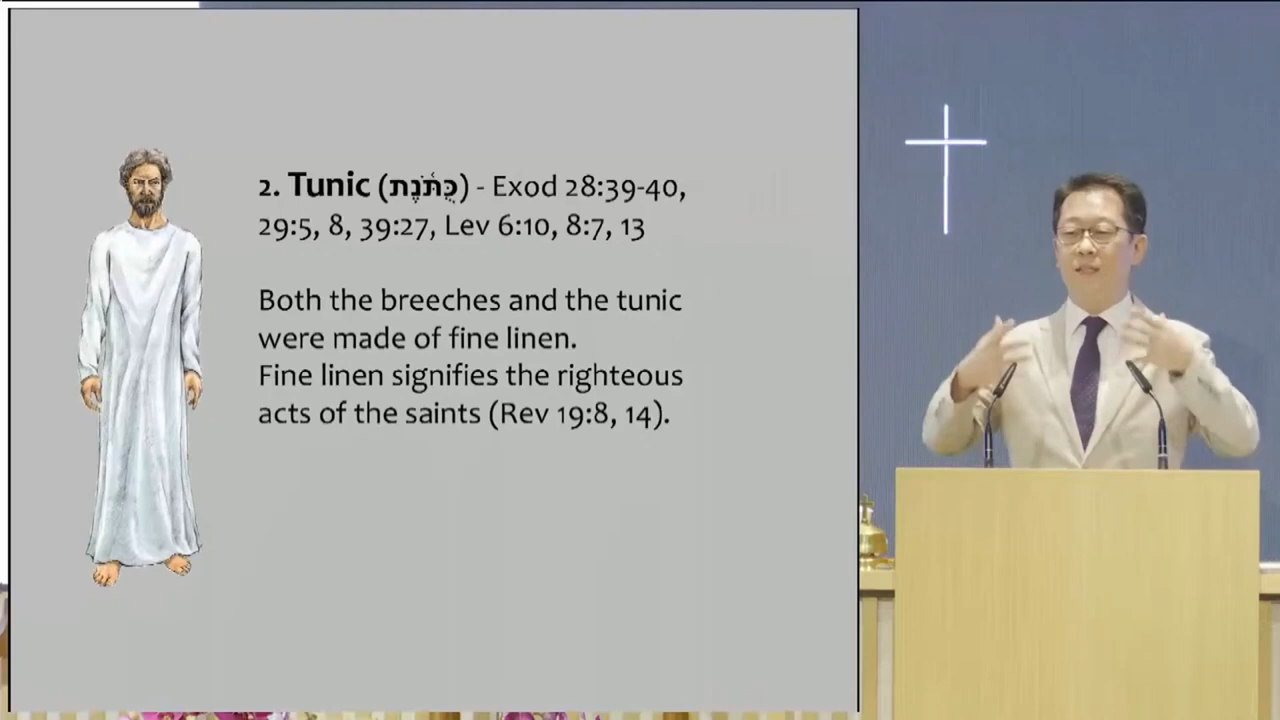 2. Tunic (כֻּתֹּנֶת) - Exod 28:39-40,
29:5, 8, 39:27, Lev 6:10, 8:7, 13
Both the breeches and the tunic
were made of fine linen.
Fine linen signifies the righteous
acts of the saints (Rev 19:8, 14).